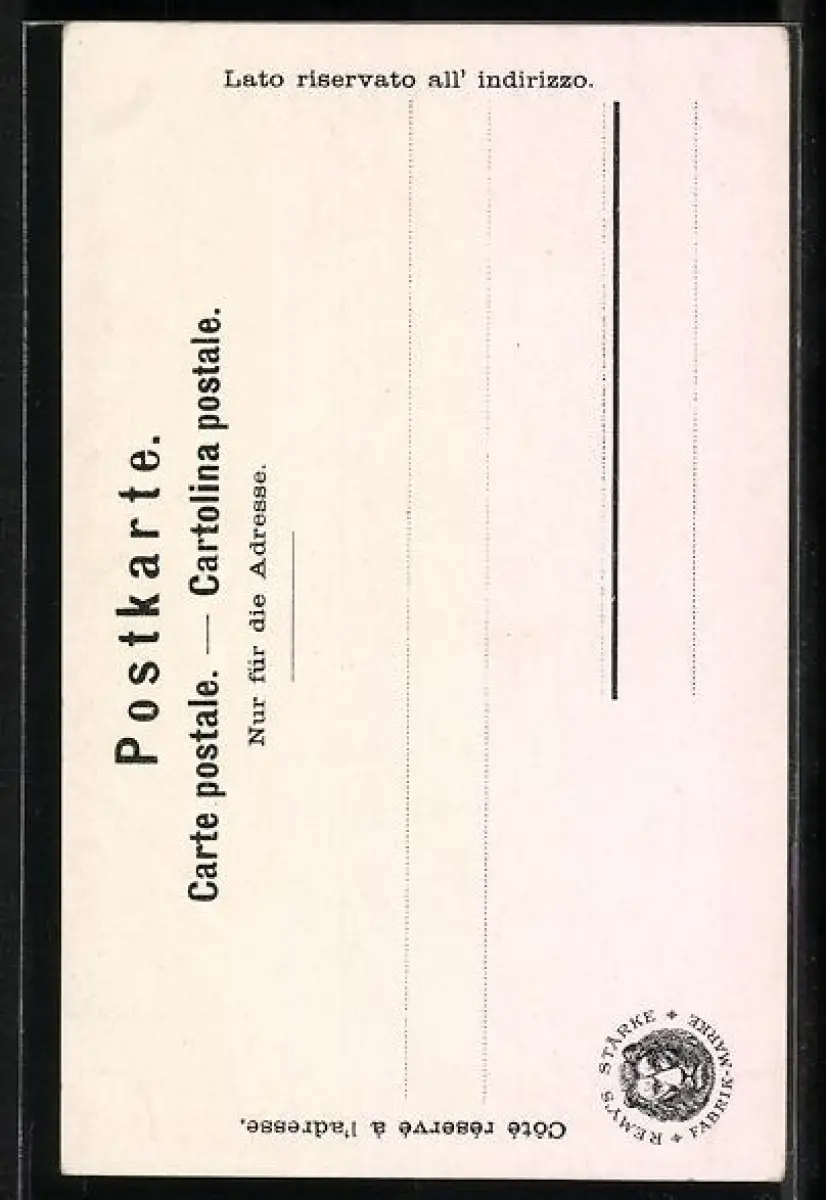 Postkarte.
Carte postale. — Cartolina postale.
Nur für die Adresse.
Côté réservé à l'adresse.
Lato riservato all' indirizzo.
REMY'S STÄRKE + FABRIK-MARKE +